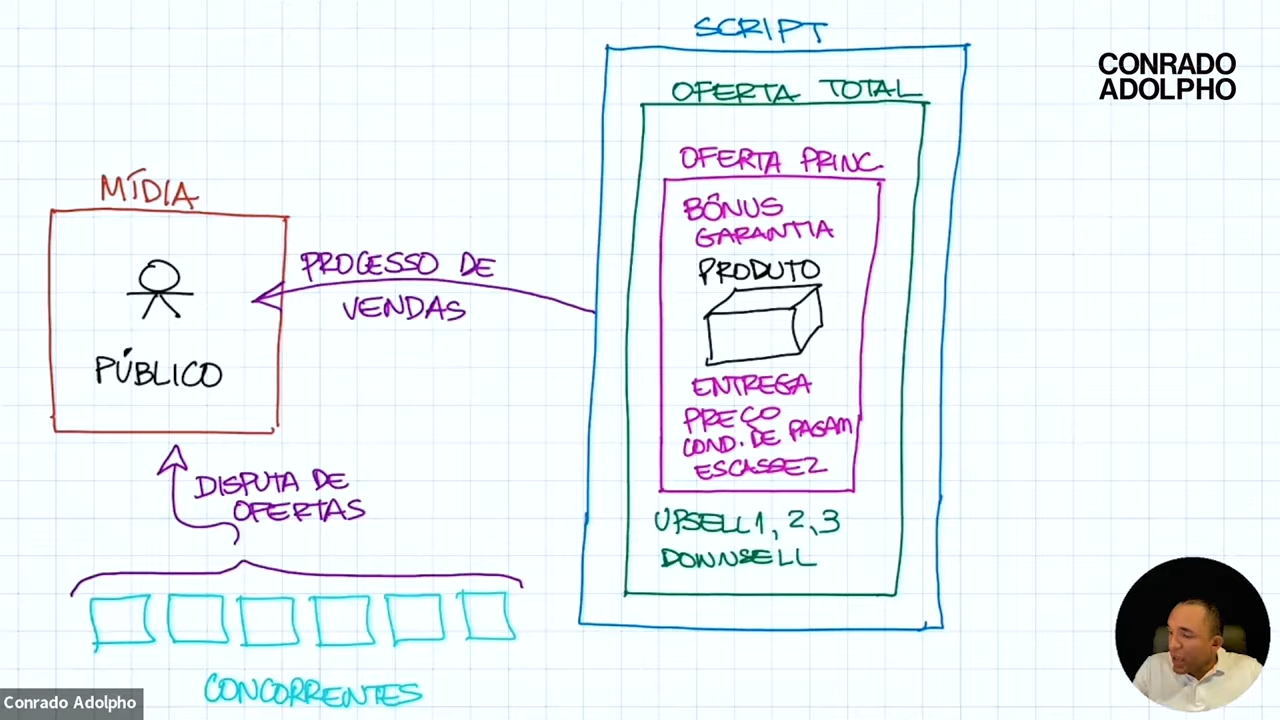 SCRIPT
CONRADO
ADOLPHO
OFERTA TOTAL
OFERTA PRINC.
BÔNUS
GARANTIA
PRODUTO
ENTREGA
PREÇO
COND. DE PAGAM
ESCASSEZ
UPSELL 1, 2, 3
DOWNSELL
MÍDIA
PÚBLICO
PROCESSO DE
VENDAS
DISPUTA DE
OFERTAS
CONCORRENTES
Conrado Adolpho